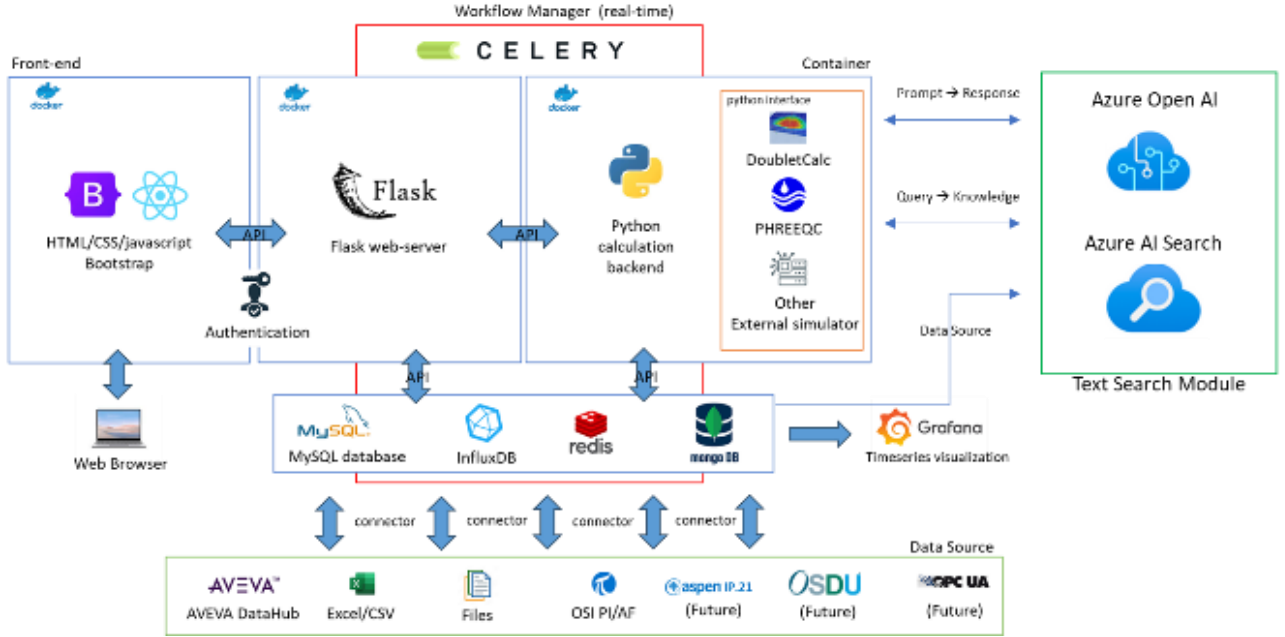 Workflow Manager (real-time)
CELERY
Front-end
Container
docker
docker
docker
python interface
DoubletCalc
PHREEQC
Other
External simulator
B
HTML/CSS/javascript
Bootstrap
API
Flask
Flask web-server
API
Python
calculation
backend
Authentication
Prompt → Response
Query → Knowledge
Data Source
Azure Open AI
Azure AI Search
Text Search Module
API
API
Web Browser
MySQL
MySQL database
InfluxDB
redis
mongo DB
Grafana
Timeseries visualization
connector
connector
connector
connector
Data Source
AVEVA™
AVEVA DataHub
Excel/CSV
Files
OSI PI/AF
aspen IP.21
(Future)
OSDU
(Future)
OPC UA
(Future)